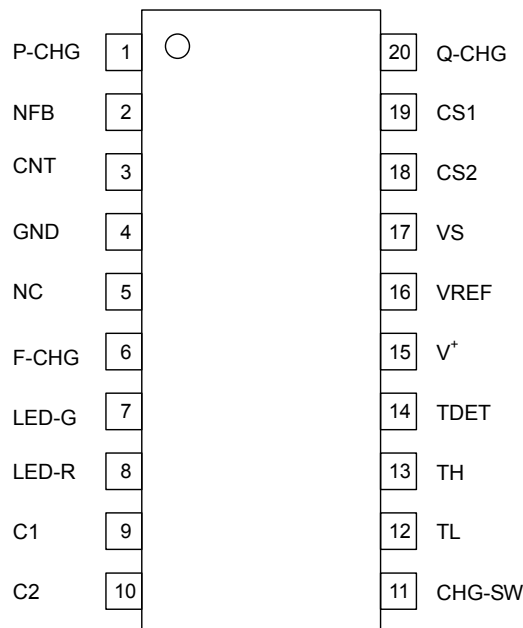 P-CHG 1 20 Q-CHG
NFB 2 19 CS1
CNT 3 18 CS2
GND 4 17 VS
NC 5 16 VREF
F-CHG 6 15 V⁺
LED-G 7 14 TDET
LED-R 8 13 TH
C1 9 12 TL
C2 10 11 CHG-SW